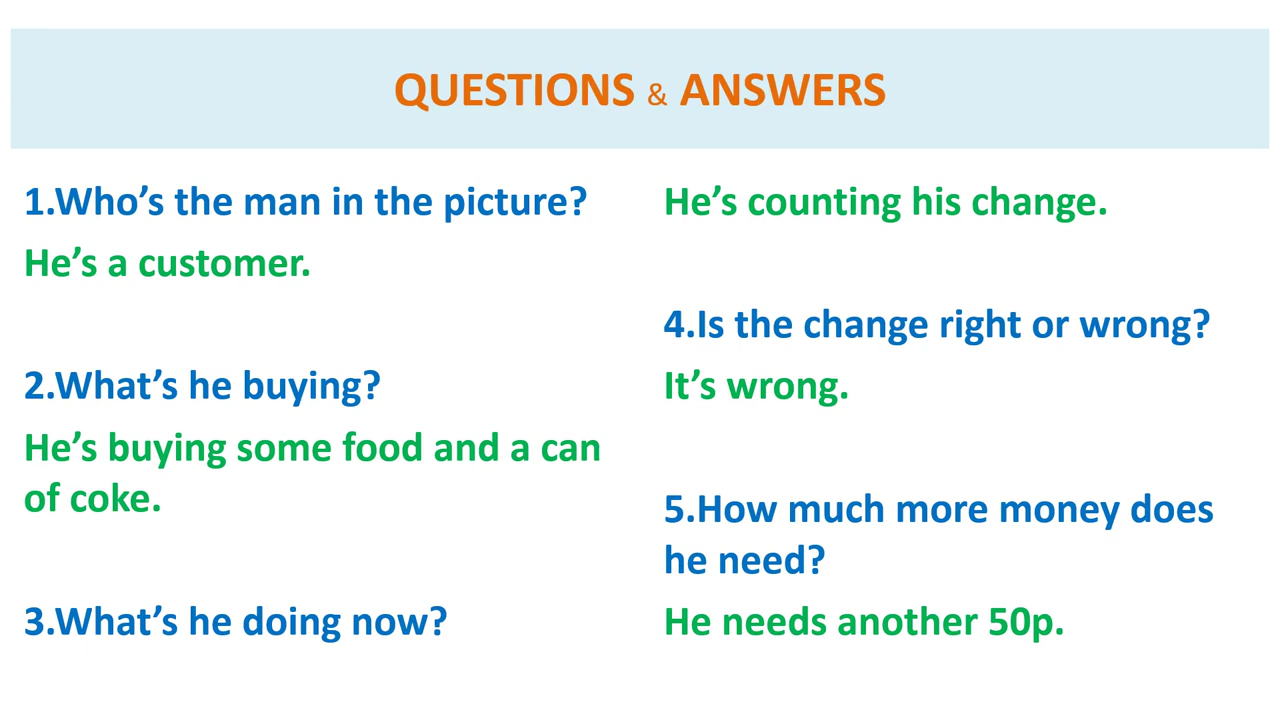 QUESTIONS & ANSWERS
1.Who’s the man in the picture?
He’s a customer.
2.What’s he buying?
He’s buying some food and a can
of coke.
3.What’s he doing now?
He’s counting his change.
4.Is the change right or wrong?
It’s wrong.
5.How much more money does
he need?
He needs another 50p.